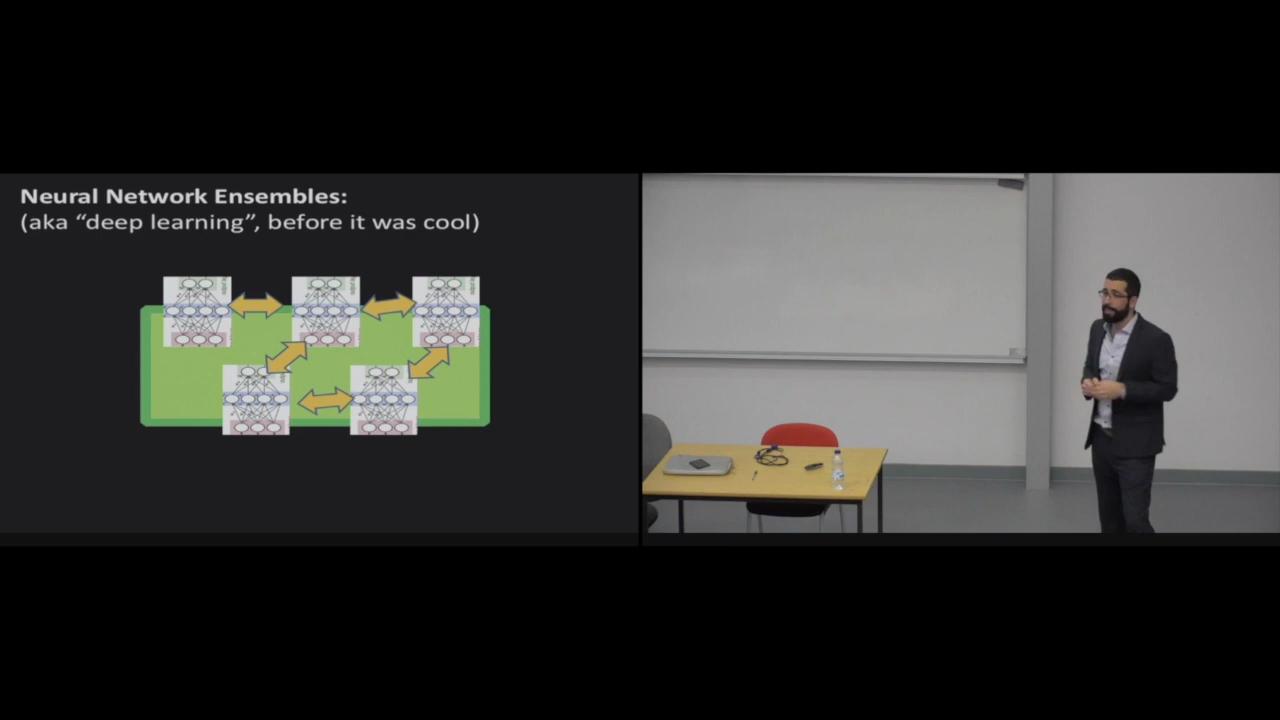 Neural Network Ensembles:
(aka “deep learning”, before it was cool)